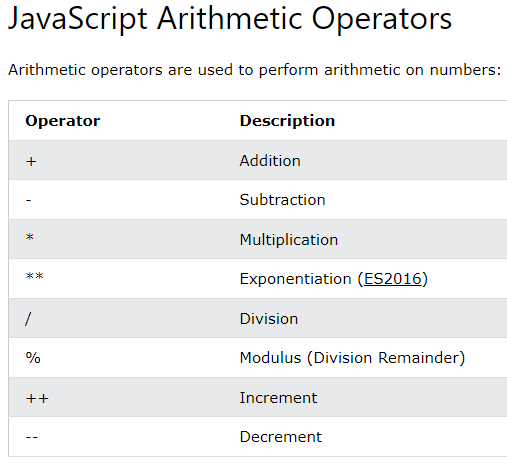 JavaScript Arithmetic Operators
Arithmetic operators are used to perform arithmetic on numbers:
Operator Description
+ Addition
- Subtraction
* Multiplication
** Exponentiation (ES2016)
/ Division
% Modulus (Division Remainder)
++ Increment
-- Decrement